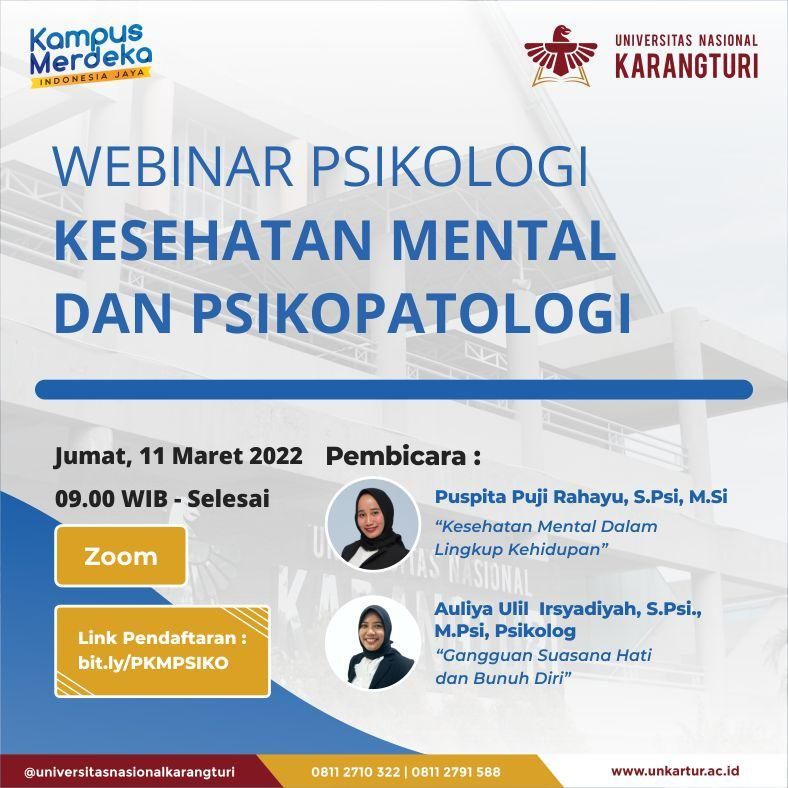 Kampus
Merdeka
INDONESIA JAYA
UNIVERSITAS NASIONAL
KARANGTURI
WEBINAR PSIKOLOGI
KESEHATAN MENTAL
DAN PSIKOPATOLOGI
Jumat, 11 Maret 2022
09.00 WIB - Selesai
Zoom
Link Pendaftaran :
bit.ly/PKMPSIKO
Pembicara :
Puspita Puji Rahayu, S.Psi, M.Si
“Kesehatan Mental Dalam
Lingkup Kehidupan”
Auliya Ulil Irsyadiyah, S.Psi.,
M.Psi, Psikolog
“Gangguan Suasana Hati
dan Bunuh Diri”
UNIVERSITAS NASIONAL
KARANGTURI
@universitasnasionalkarangturi
0811 2710 322 | 0811 2791 588
www.unkartur.ac.id